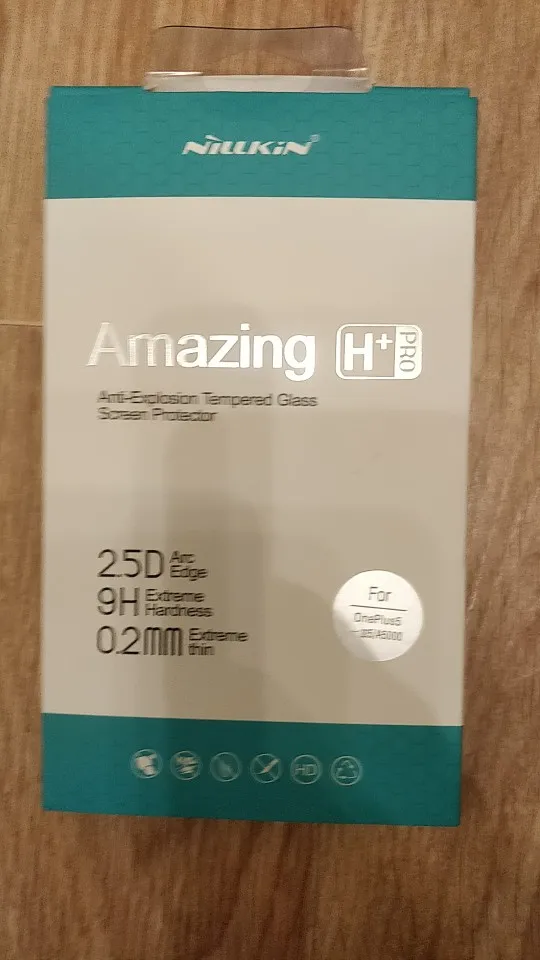 NiLLKiN
Amazing H+ PRO
Anti-Explosion Tempered Glass
Screen Protector
2.5D Arc Edge
9H Extreme Hardness
0.2mm Extreme thin
For
OnePlus5
HD